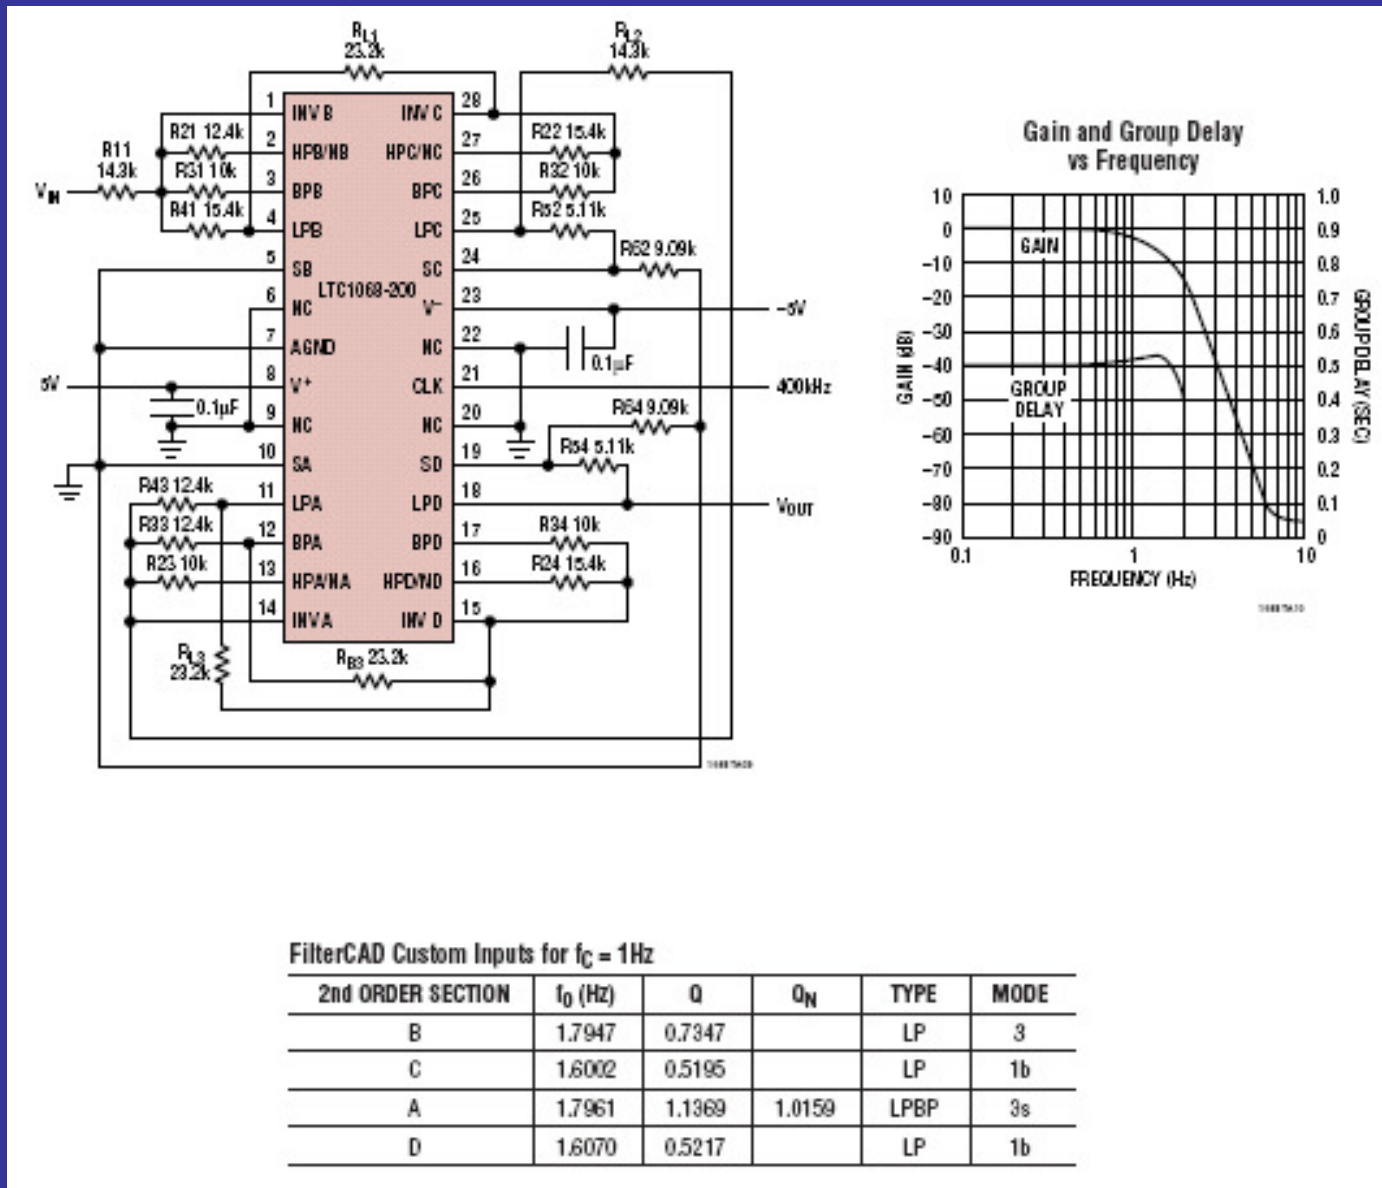 RL1
23.2k
RL2
14.3k
1
INV B
INV C
28
R21 12.4k
2
HPB/NB
HPC/NC
27
R22 15.4k
R11
14.3k
VIN
R31 10k
3
BPB
BPC
26
R32 10k
R41 15.4k
4
LPB
LPC
25
R52 5.11k
5
SB
SC
24
R62 9.09k
LTC1068-200
6
NC
V–
23
–5V
7
AGND
NC
22
0.1μF
5V
8
V+
CLK
21
400kHz
0.1μF
9
NC
NC
20
R64 9.09k
10
SA
SD
19
R54 5.11k
R43 12.4k
11
LPA
LPD
18
VOUT
R33 12.4k
12
BPA
BPD
17
R34 10k
R23 10k
13
HPA/NA
HPD/ND
16
R24 15.4k
14
INV A
INV D
15
RL3
23.2k
RB3 23.2k
Gain and Group Delay
vs Frequency
10
0
–10
–20
–30
–40
–50
–60
–70
–80
–90
GAIN (dB)
GAIN
GROUP
DELAY
1.0
0.9
0.8
0.7
0.6
0.5
0.4
0.3
0.2
0.1
0
GROUP DELAY (SEC)
0.1
1
10
FREQUENCY (Hz)
FilterCAD Custom Inputs for fC = 1Hz
2nd ORDER SECTION f0 (Hz) Q QN TYPE MODE
B 1.7947 0.7347 LP 3
C 1.6002 0.5195 LP 1b
A 1.7961 1.1369 1.0159 LPBP 3s
D 1.6070 0.5217 LP 1b